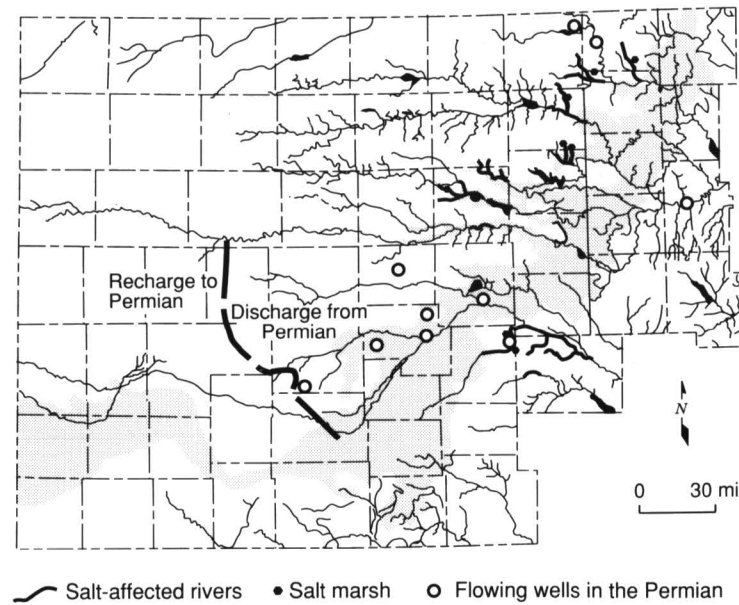 Recharge to
Permian
Discharge from
Permian
N
0 30 mi
Salt-affected rivers Salt marsh Flowing wells in the Permian